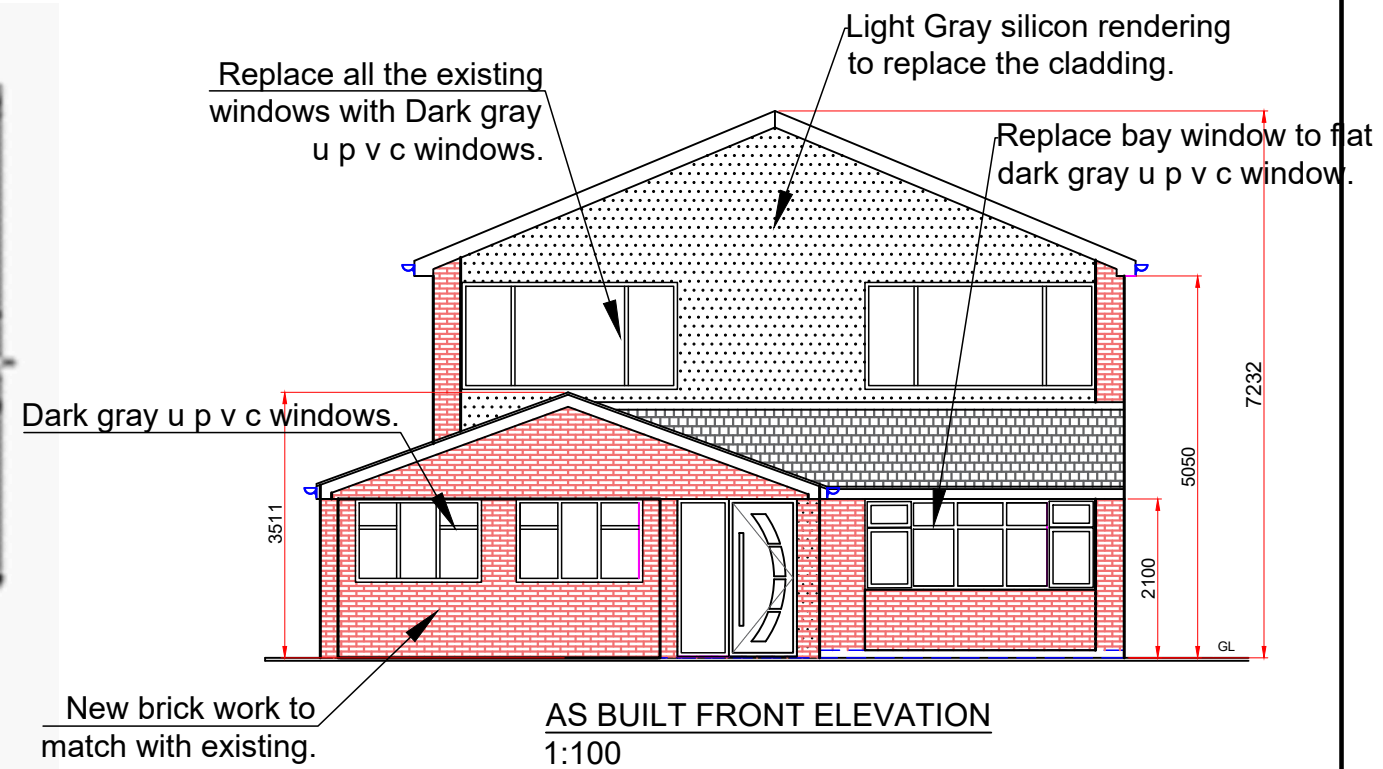 Light Gray silicon rendering
to replace the cladding.
Replace all the existing
windows with Dark gray
u p v c windows.
Replace bay window to flat
dark gray u p v c window.
Dark gray u p v c windows.
7232
5050
3511
2100
GL
New brick work to
match with existing.
AS BUILT FRONT ELEVATION
1:100